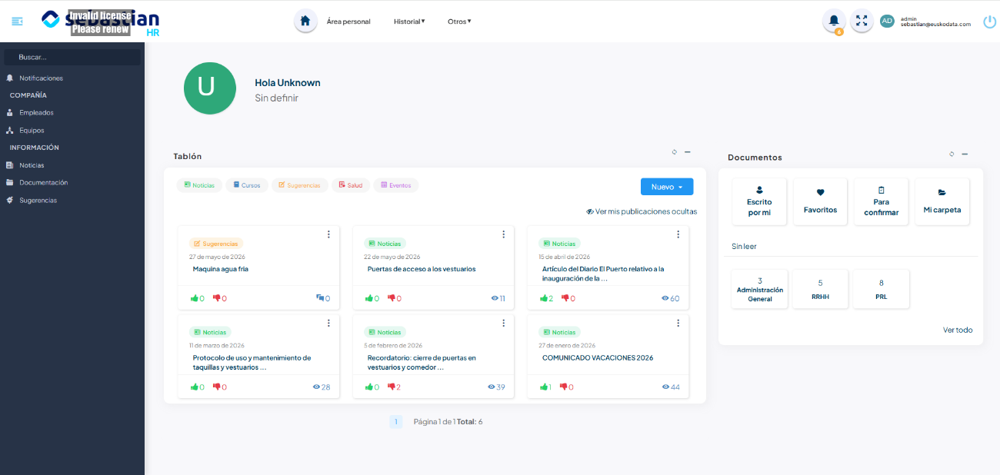 Invalid license
Please renew
sebastian
HR
Área personal
Historial
Otros
6
AD
admin
sebastian@euskodata.com
Buscar...
Notificaciones
COMPAÑÍA
Empleados
Equipos
INFORMACIÓN
Noticias
Documentación
Sugerencias
U
Hola Unknown
Sin definir
Tablón
Noticias
Cursos
Sugerencias
Salud
Eventos
Nuevo
Ver mis publicaciones ocultas
Sugerencias
27 de mayo de 2026
Maquina agua fria
0 0 0
Noticias
22 de mayo de 2026
Puertas de acceso a los vestuarios
0 0 11
Noticias
15 de abril de 2026
Artículo del Diario El Puerto relativo a la
inauguración de la ...
2 0 60
Noticias
11 de marzo de 2026
Protocolo de uso y mantenimiento de
taquillas y vestuarios ...
0 0 28
Noticias
5 de febrero de 2026
Recordatorio: cierre de puertas en
vestuarios y comedor ...
0 2 39
Noticias
27 de enero de 2026
COMUNICADO VACACIONES 2026
1 0 44
1 Página 1 de 1 Total: 6
Documentos
Escrito
por mi
Favoritos
Para
confirmar
Mi carpeta
Sin leer
3
Administración
General
5
RRHH
8
PRL
Ver todo